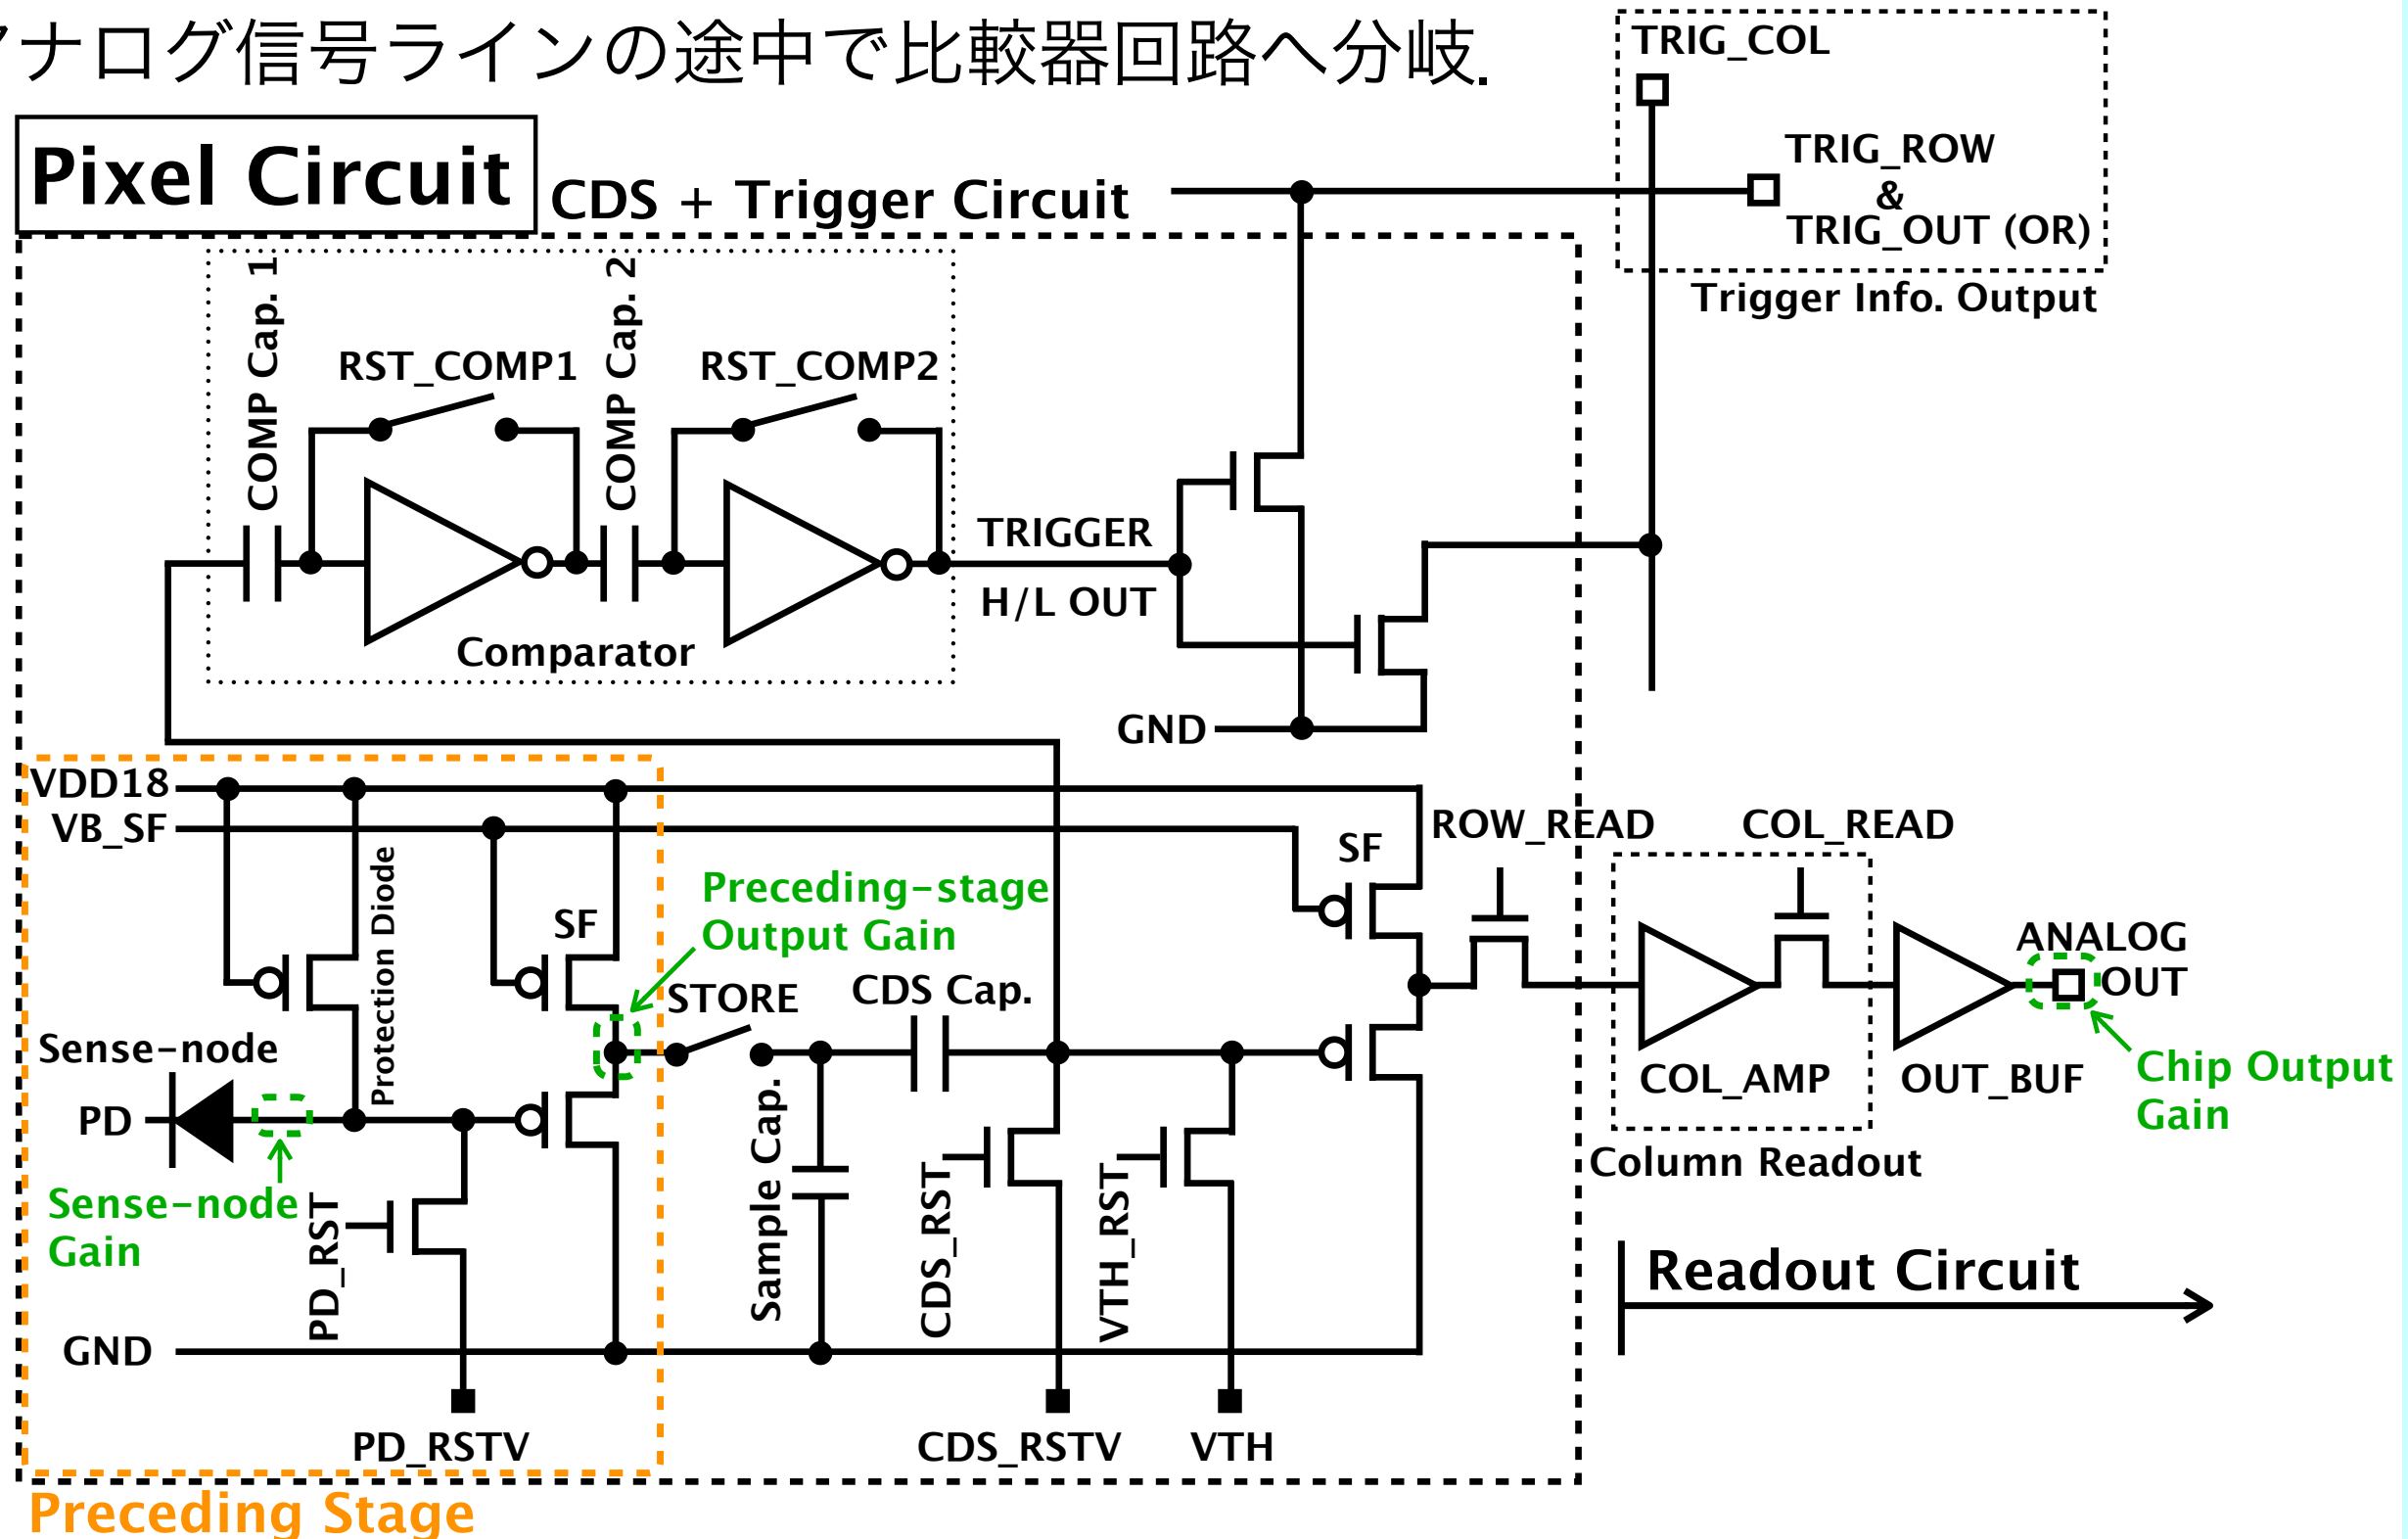 アナログ信号ラインの途中で比較器回路へ分岐.
Pixel Circuit
CDS + Trigger Circuit
TRIG_COL
TRIG_ROW
&
TRIG_OUT (OR)
Trigger Info. Output
COMP Cap. 1
RST_COMP1
COMP Cap. 2
RST_COMP2
Comparator
TRIGGER
H/L OUT
GND
VDD18
VB_SF
Protection Diode
SF
Preceding-stage
Output Gain
STORE
CDS Cap.
SF
ROW_READ
COL_READ
ANALOG
OUT
COL_AMP
OUT_BUF
Chip Output
Gain
Column Readout
Sense-node
PD
Sense-node
Gain
PD_RST
Sample Cap.
CDS_RST
VTH_RST
Readout Circuit
GND
PD_RSTV
CDS_RSTV
VTH
Preceding Stage